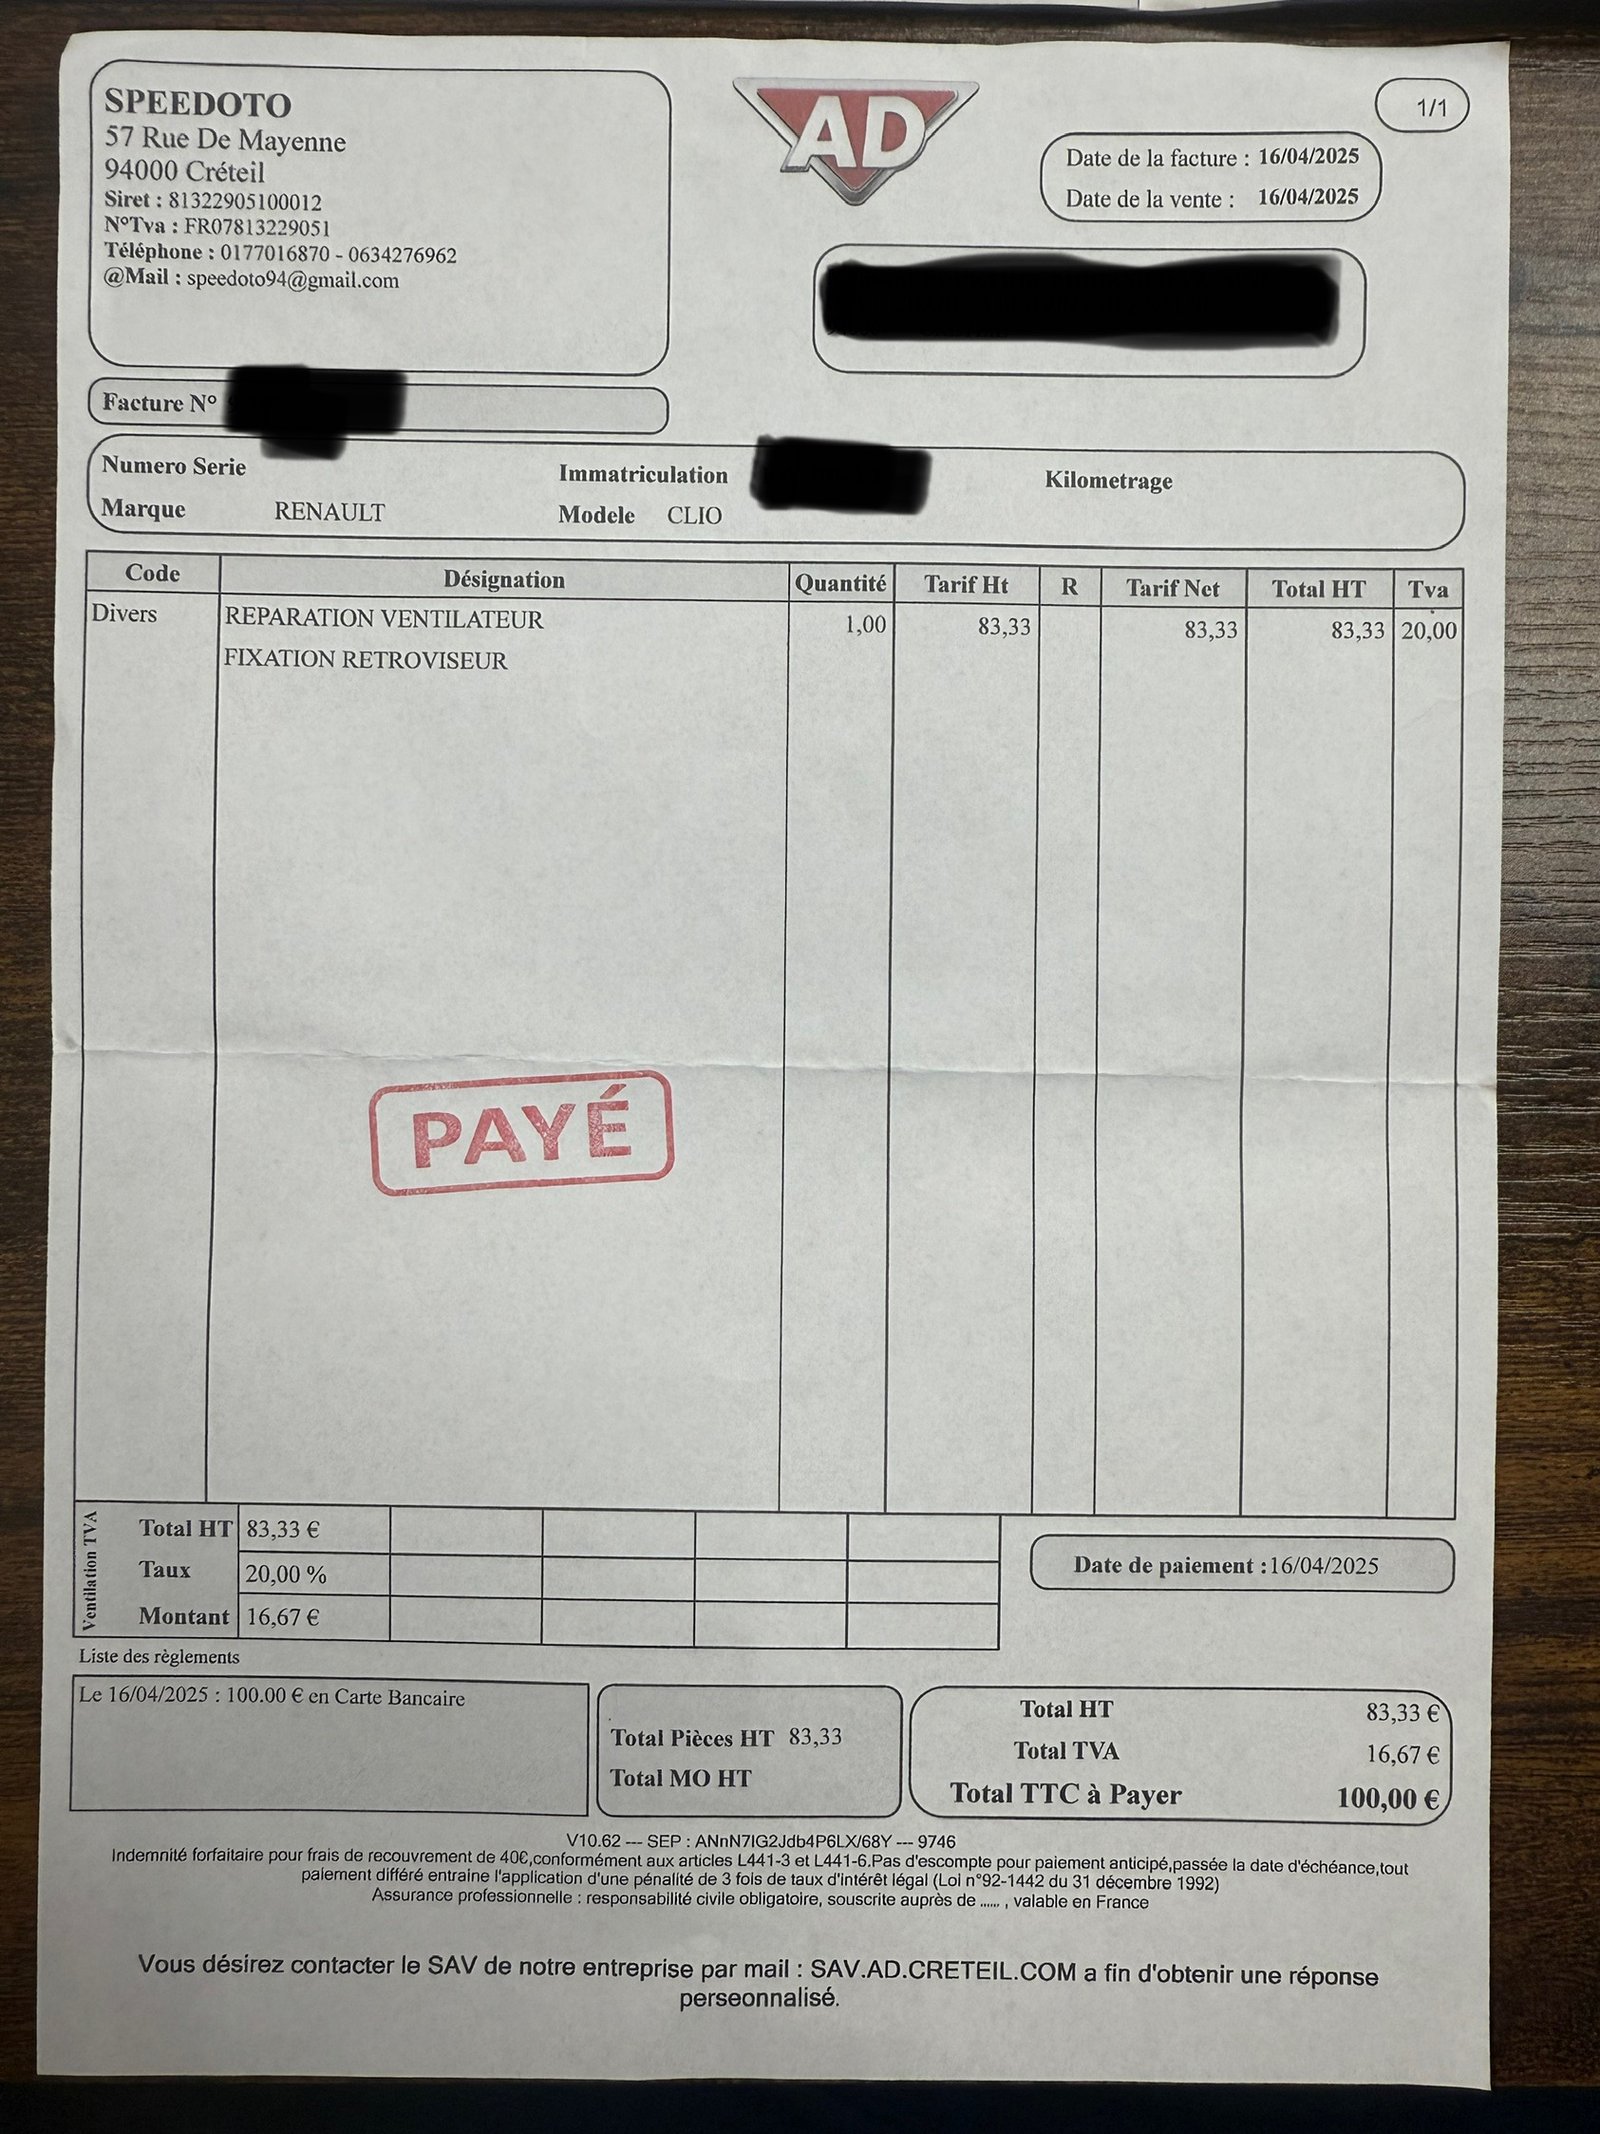 SPEEDOTO
57 Rue De Mayenne
94000 Créteil
Siret : 81322905100012
N°Tva : FR07813229051
Téléphone : 0177016870 - 0634276962
@Mail : speedoto94@gmail.com
AD
1/1
Date de la facture : 16/04/2025
Date de la vente : 16/04/2025
Facture N°
Numero Serie Immatriculation Kilometrage
Marque RENAULT Modele CLIO
Code Désignation Quantité Tarif Ht R Tarif Net Total HT Tva
Divers REPARATION VENTILATEUR 1,00 83,33 83,33 83,33 20,00
FIXATION RETROVISEUR
PAYÉ
Ventilation TVA
Total HT 83,33 €
Taux 20,00 %
Montant 16,67 €
Date de paiement :16/04/2025
Liste des règlements
Le 16/04/2025 : 100.00 € en Carte Bancaire
Total Pièces HT 83,33
Total MO HT
Total HT 83,33 €
Total TVA 16,67 €
Total TTC à Payer 100,00 €
V10.62 --- SEP : ANnN7IG2Jdb4P6LX/68Y --- 9746
Indemnité forfaitaire pour frais de recouvrement de 40€,conformément aux articles L441-3 et L441-6.Pas d'escompte pour paiement anticipé,passée la date d'échéance,tout
paiement différé entraine l'application d'une pénalité de 3 fois de taux d'intérêt légal (Loi n°92-1442 du 31 décembre 1992)
Assurance professionnelle : responsabilité civile obligatoire, souscrite auprès de ...... , valable en France
Vous désirez contacter le SAV de notre entreprise par mail : SAV.AD.CRETEIL.COM a fin d'obtenir une réponse
perseonnalisé.